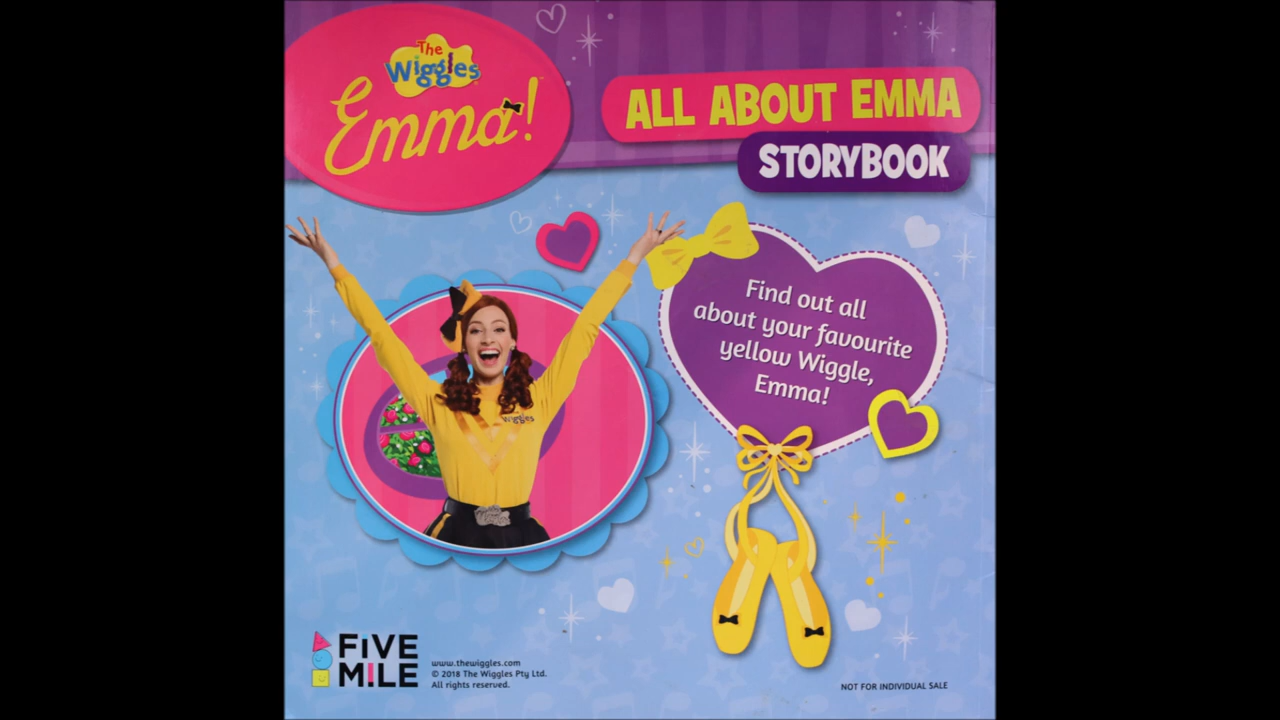 The
Wiggles
Emma!
ALL ABOUT EMMA
STORYBOOK
Find out all
about your favourite
yellow Wiggle,
Emma!
Wiggles
FiVE
MiLE
www.thewiggles.com
© 2018 The Wiggles Pty Ltd.
All rights reserved.
NOT FOR INDIVIDUAL SALE